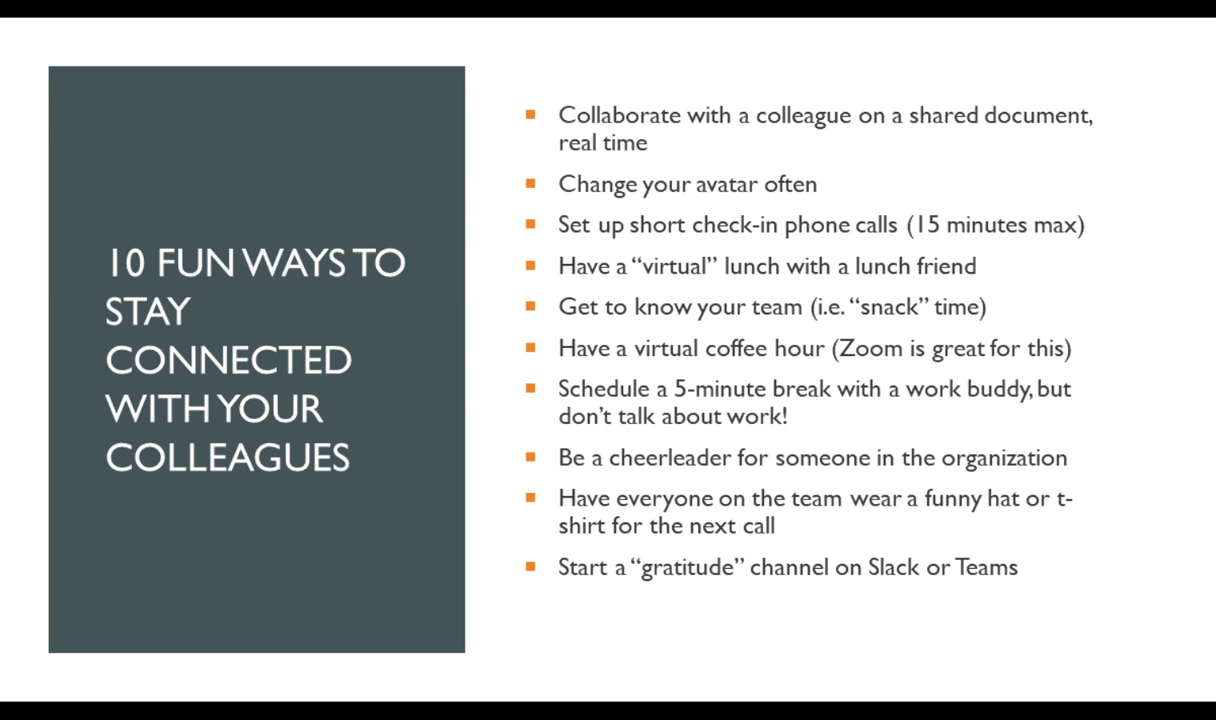 10 FUN WAYS TO
STAY
CONNECTED
WITH YOUR
COLLEAGUES
Collaborate with a colleague on a shared document,
real time
Change your avatar often
Set up short check-in phone calls (15 minutes max)
Have a “virtual” lunch with a lunch friend
Get to know your team (i.e. “snack” time)
Have a virtual coffee hour (Zoom is great for this)
Schedule a 5-minute break with a work buddy, but
don’t talk about work!
Be a cheerleader for someone in the organization
Have everyone on the team wear a funny hat or t-
shirt for the next call
Start a “gratitude” channel on Slack or Teams